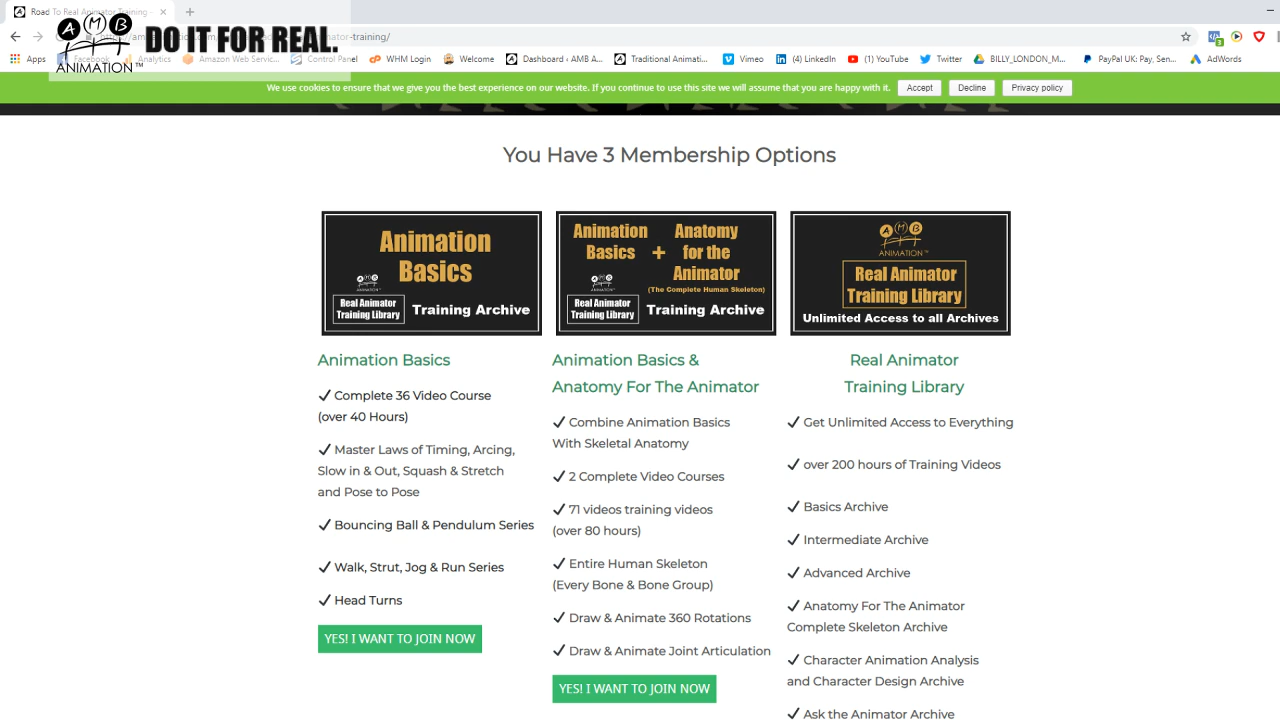 Road To Real Animator Training
AMB
ANIMATION™
DO IT FOR REAL.
ator-training/
Apps
Facebook
Analytics
Amazon Web Servic...
Control Panel
WHM Login
Welcome
Dashboard ‹ AMB A...
Traditional Animati...
Vimeo
(4) LinkedIn
(1) YouTube
Twitter
BILLY_LONDON_M...
PayPal UK: Pay, Sen...
AdWords
We use cookies to ensure that we give you the best experience on our website. If you continue to use this site we will assume that you are happy with it.
Accept
Decline
Privacy policy
You Have 3 Membership Options
Animation
Basics
AMB
ANIMATION
Real Animator
Training Library
Training Archive
Animation
Basics
+
Anatomy
for the
Animator
(The Complete Human Skeleton)
AMB
ANIMATION
Real Animator
Training Library
Training Archive
AMB
ANIMATION™
Real Animator
Training Library
Unlimited Access to all Archives
Animation Basics
✓ Complete 36 Video Course
(over 40 Hours)
✓ Master Laws of Timing, Arcing,
Slow in & Out, Squash & Stretch
and Pose to Pose
✓ Bouncing Ball & Pendulum Series
✓ Walk, Strut, Jog & Run Series
✓ Head Turns
YES! I WANT TO JOIN NOW
Animation Basics &
Anatomy For The Animator
✓ Combine Animation Basics
With Skeletal Anatomy
✓ 2 Complete Video Courses
✓ 71 videos training videos
(over 80 hours)
✓ Entire Human Skeleton
(Every Bone & Bone Group)
✓ Draw & Animate 360 Rotations
✓ Draw & Animate Joint Articulation
YES! I WANT TO JOIN NOW
Real Animator
Training Library
✓ Get Unlimited Access to Everything
✓ over 200 hours of Training Videos
✓ Basics Archive
✓ Intermediate Archive
✓ Advanced Archive
✓ Anatomy For The Animator
Complete Skeleton Archive
✓ Character Animation Analysis
and Character Design Archive
✓ Ask the Animator Archive